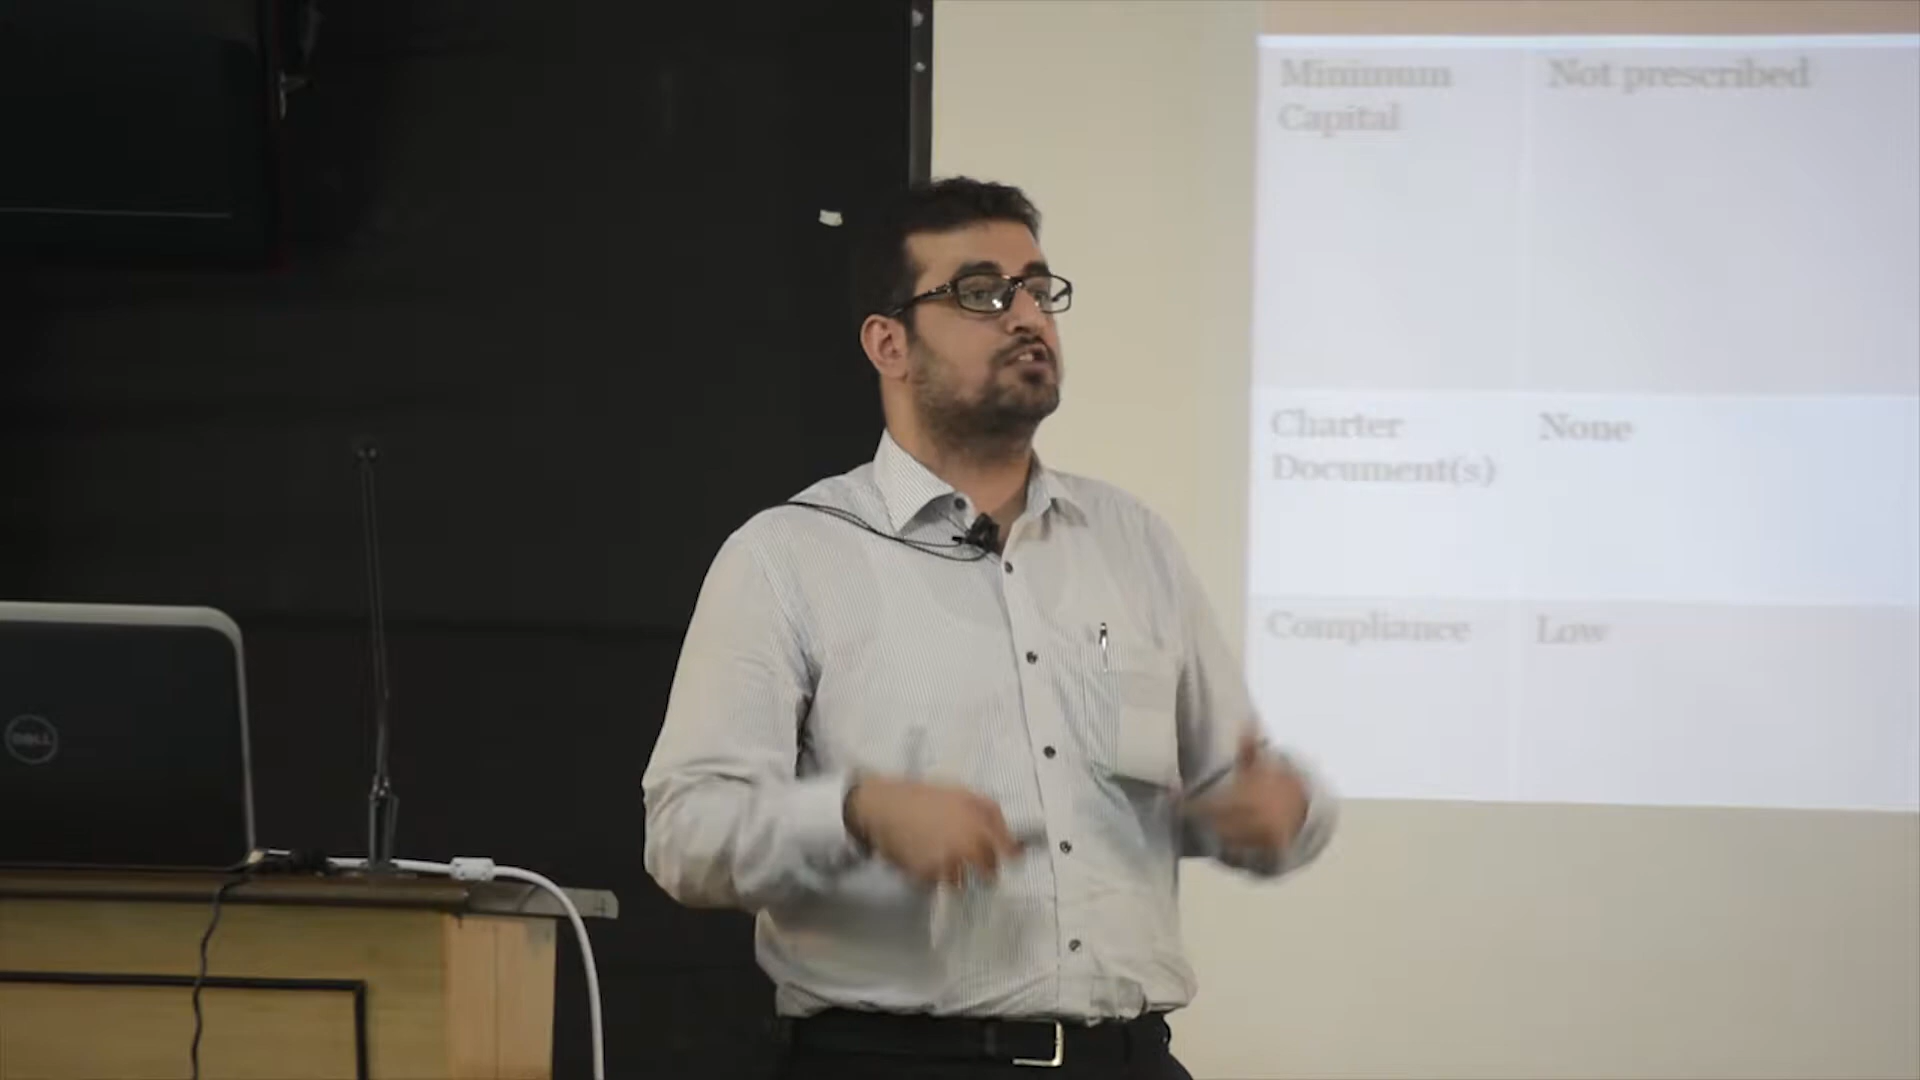 Minimum
Capital
Not prescribed
Charter
Document(s)
None
Compliance
Low
DELL